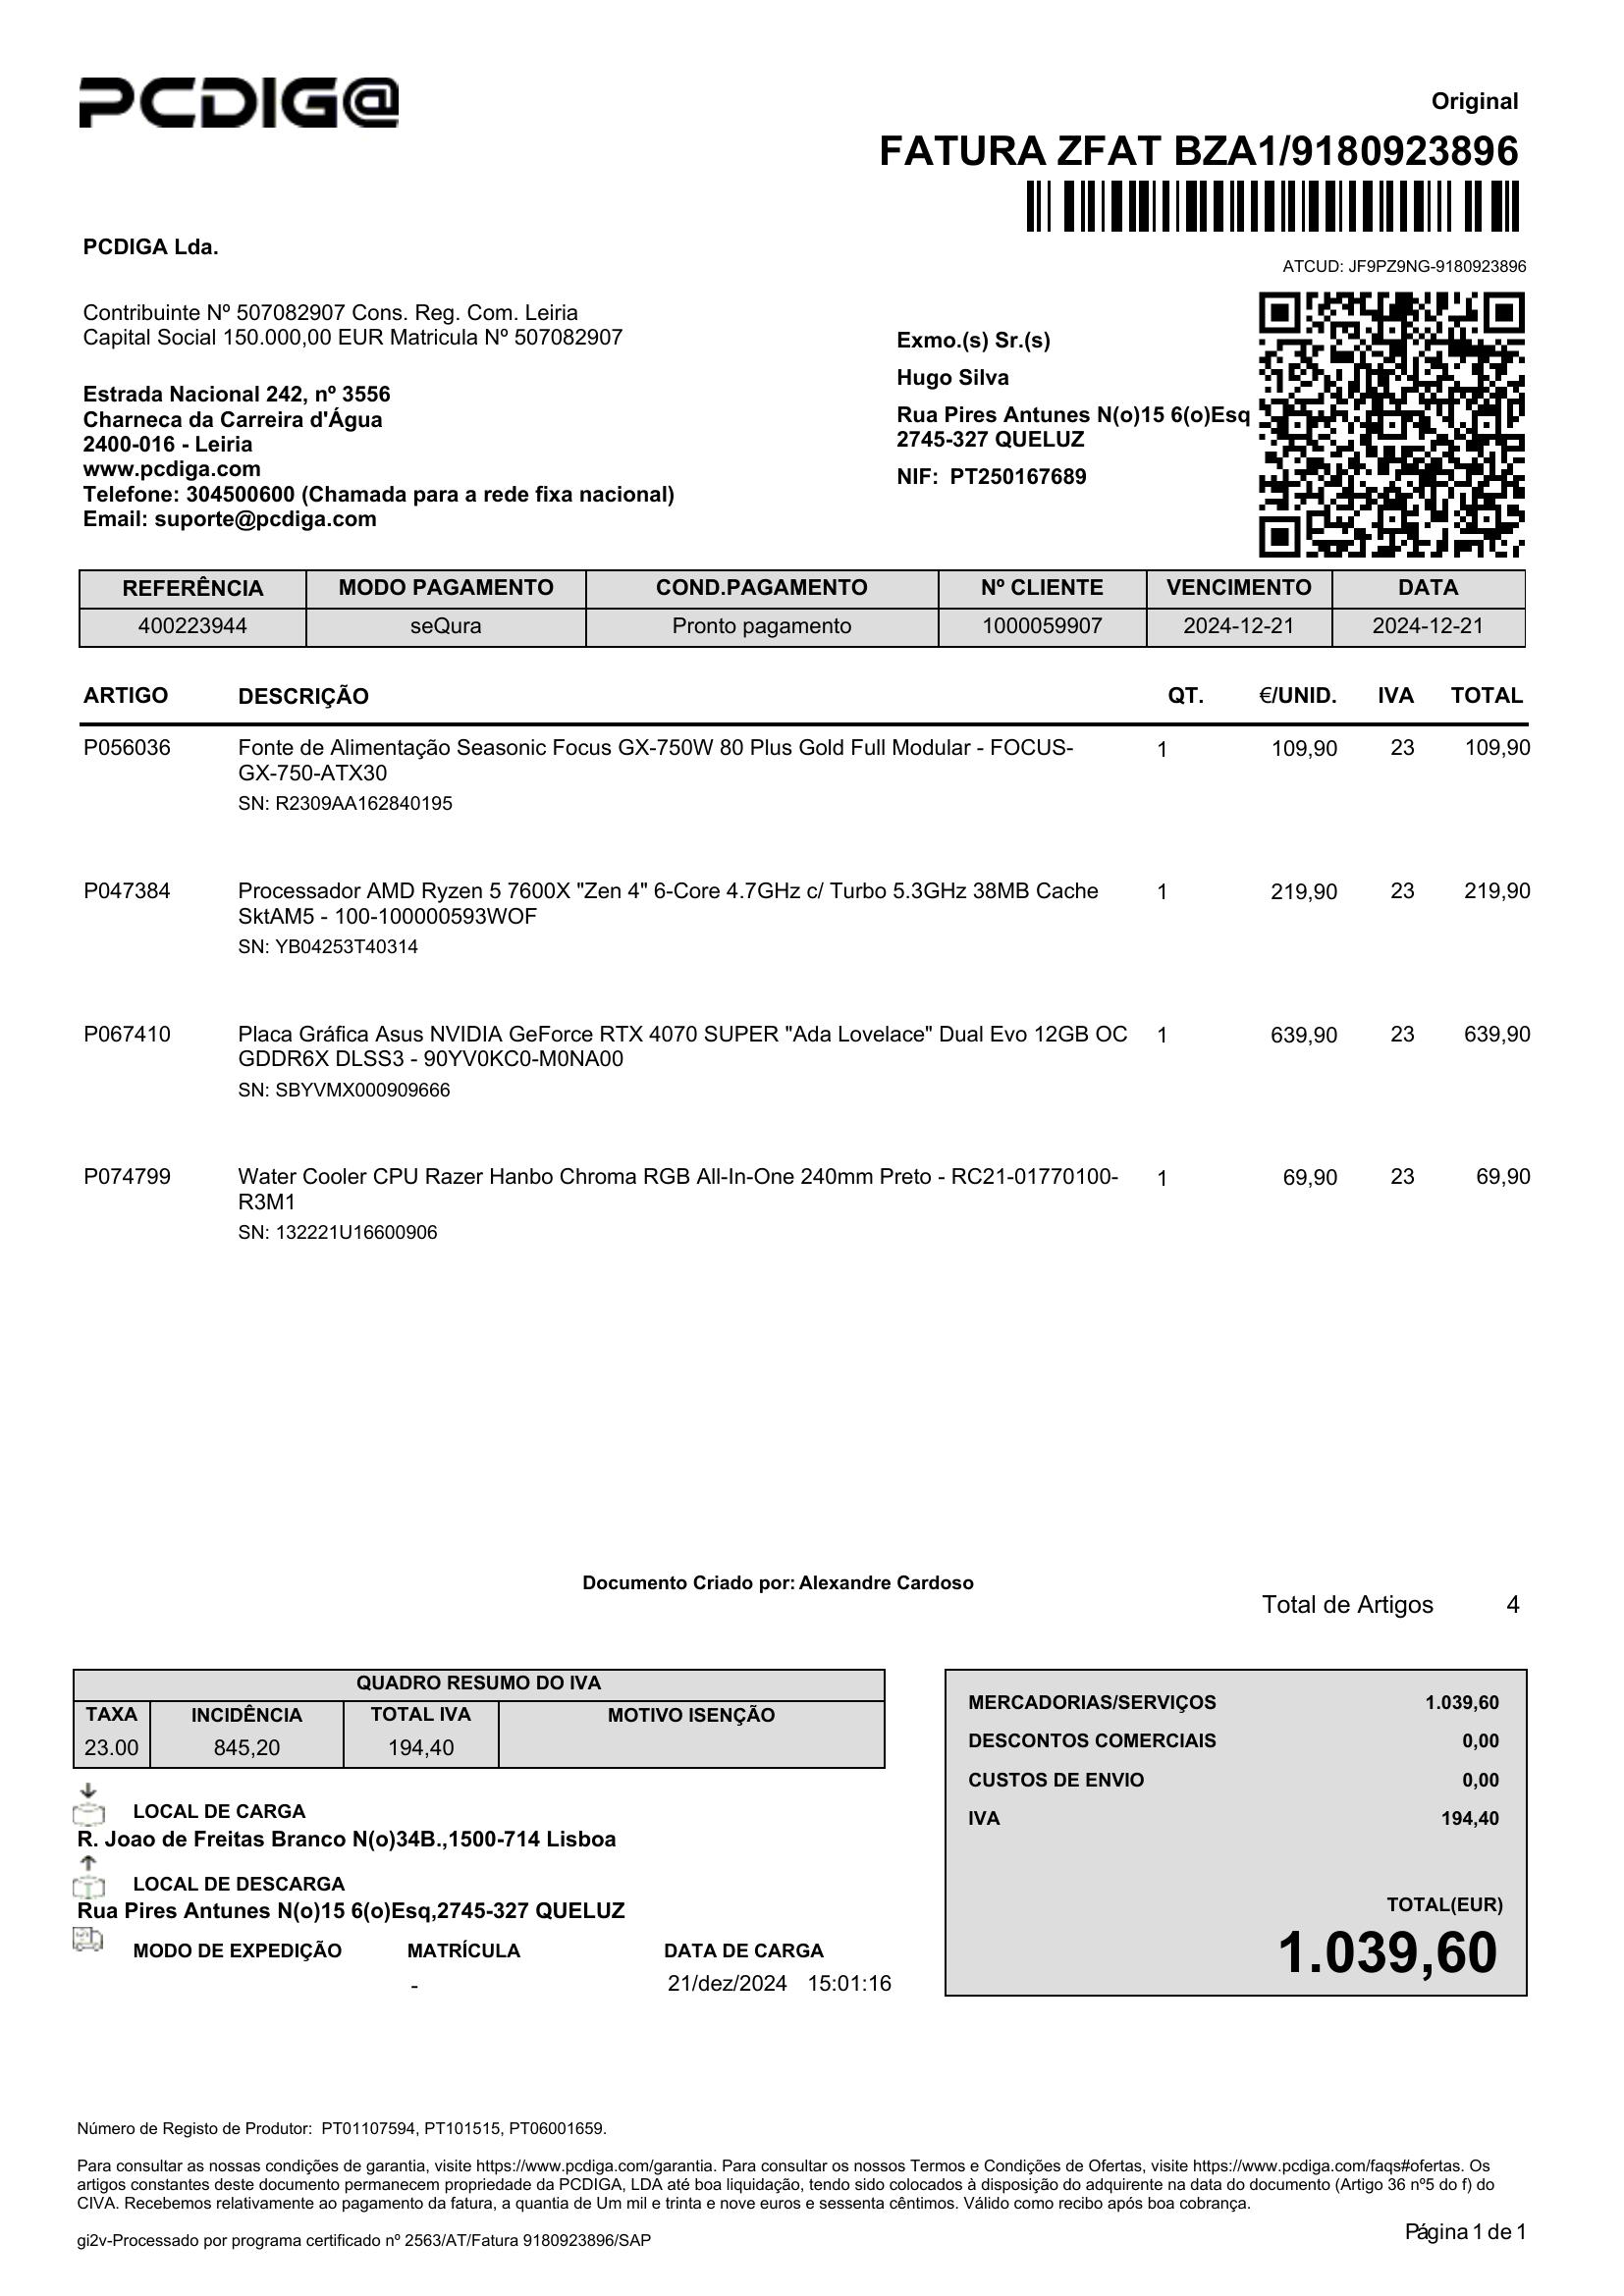 PCDIG@
Original
FATURA ZFAT BZA1/9180923896
PCDIGA Lda.
ATCUD: JF9PZ9NG-9180923896
Contribuinte Nº 507082907 Cons. Reg. Com. Leiria
Capital Social 150.000,00 EUR Matricula Nº 507082907
Estrada Nacional 242, nº 3556
Charneca da Carreira d'Água
2400-016 - Leiria
www.pcdiga.com
Telefone: 304500600 (Chamada para a rede fixa nacional)
Email: suporte@pcdiga.com
Exmo.(s) Sr.(s)
Hugo Silva
Rua Pires Antunes N(o)15 6(o)Esq
2745-327 QUELUZ
NIF: PT250167689
REFERÊNCIA MODO PAGAMENTO COND.PAGAMENTO Nº CLIENTE VENCIMENTO DATA
400223944 seQura Pronto pagamento 1000059907 2024-12-21 2024-12-21
ARTIGO DESCRIÇÃO QT. €/UNID. IVA TOTAL
P056036 Fonte de Alimentação Seasonic Focus GX-750W 80 Plus Gold Full Modular - FOCUS- 1 109,90 23 109,90
GX-750-ATX30
SN: R2309AA162840195
P047384 Processador AMD Ryzen 5 7600X "Zen 4" 6-Core 4.7GHz c/ Turbo 5.3GHz 38MB Cache 1 219,90 23 219,90
SktAM5 - 100-100000593WOF
SN: YB04253T40314
P067410 Placa Gráfica Asus NVIDIA GeForce RTX 4070 SUPER "Ada Lovelace" Dual Evo 12GB OC 1 639,90 23 639,90
GDDR6X DLSS3 - 90YV0KC0-M0NA00
SN: SBYVMX000909666
P074799 Water Cooler CPU Razer Hanbo Chroma RGB All-In-One 240mm Preto - RC21-01770100- 1 69,90 23 69,90
R3M1
SN: 132221U16600906
Documento Criado por: Alexandre Cardoso
Total de Artigos 4
QUADRO RESUMO DO IVA
TAXA INCIDÊNCIA TOTAL IVA MOTIVO ISENÇÃO
23.00 845,20 194,40
MERCADORIAS/SERVIÇOS 1.039,60
DESCONTOS COMERCIAIS 0,00
CUSTOS DE ENVIO 0,00
IVA 194,40
TOTAL(EUR)
1.039,60
LOCAL DE CARGA
R. Joao de Freitas Branco N(o)34B.,1500-714 Lisboa
LOCAL DE DESCARGA
Rua Pires Antunes N(o)15 6(o)Esq,2745-327 QUELUZ
MODO DE EXPEDIÇÃO MATRÍCULA DATA DE CARGA
- 21/dez/2024 15:01:16
Número de Registo de Produtor: PT01107594, PT101515, PT06001659.
Para consultar as nossas condições de garantia, visite https://www.pcdiga.com/garantia. Para consultar os nossos Termos e Condições de Ofertas, visite https://www.pcdiga.com/faqs#ofertas. Os
artigos constantes deste documento permanecem propriedade da PCDIGA, LDA até boa liquidação, tendo sido colocados à disposição do adquirente na data do documento (Artigo 36 nº5 do f) do
CIVA. Recebemos relativamente ao pagamento da fatura, a quantia de Um mil e trinta e nove euros e sessenta cêntimos. Válido como recibo após boa cobrança.
gi2v-Processado por programa certificado nº 2563/AT/Fatura 9180923896/SAP
Página 1 de 1